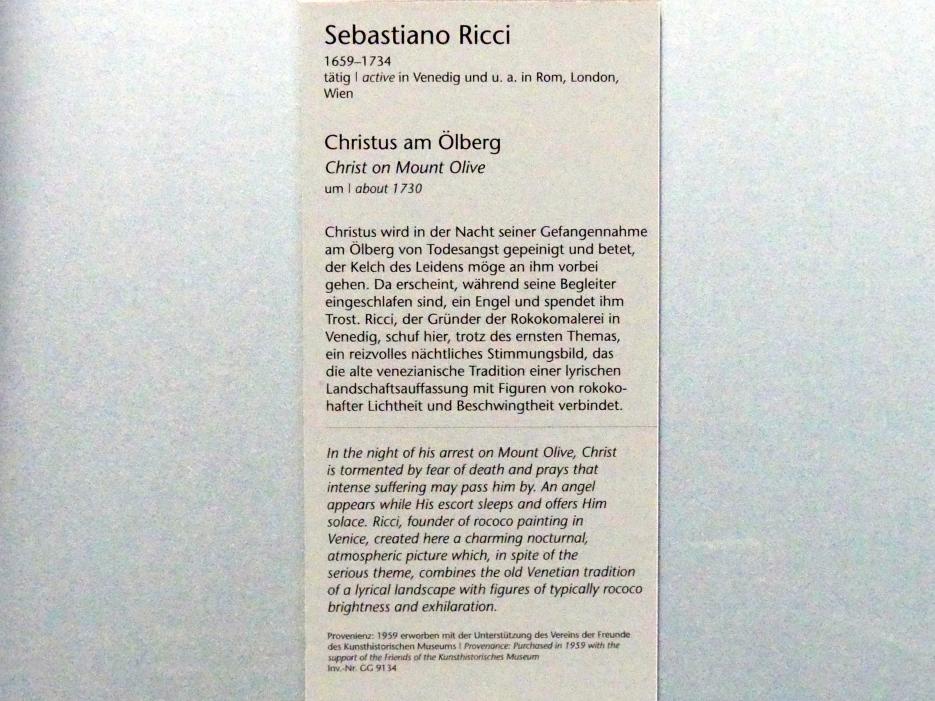 Sebastiano Ricci
1659–1734
tätig | active in Venedig und u. a. in Rom, London,
Wien
Christus am Ölberg
Christ on Mount Olive
um | about 1730
Christus wird in der Nacht seiner Gefangennahme
am Ölberg von Todesangst gepeinigt und betet,
der Kelch des Leidens möge an ihm vorbei
gehen. Da erscheint, während seine Begleiter
eingeschlafen sind, ein Engel und spendet ihm
Trost. Ricci, der Gründer der Rokokomalerei in
Venedig, schuf hier, trotz des ernsten Themas,
ein reizvolles nächtliches Stimmungsbild, das
die alte venezianische Tradition einer lyrischen
Landschaftsauffassung mit Figuren von rokoko-
hafter Lichtheit und Beschwingtheit verbindet.
In the night of his arrest on Mount Olive, Christ
is tormented by fear of death and prays that
intense suffering may pass him by. An angel
appears while His escort sleeps and offers Him
solace. Ricci, founder of rococo painting in
Venice, created here a charming nocturnal,
atmospheric picture which, in spite of the
serious theme, combines the old Venetian tradition
of a lyrical landscape with figures of typically rococo
brightness and exhilaration.
Provenienz: 1959 erworben mit der Unterstützung des Vereins der Freunde
des Kunsthistorischen Museums | Provenance: Purchased in 1959 with the
support of the Friends of the Kunsthistorisches Museum
Inv.-Nr. GG 9134